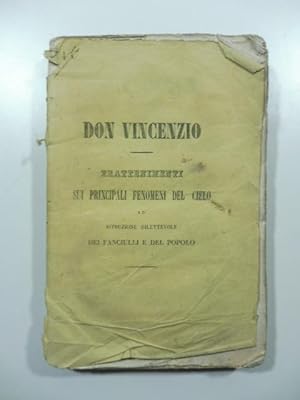 DON VINCENZIO
TRATTENIMENTI
SUI PRINCIPALI FENOMENI DEL CIELO
AD
ISTRUZIONE DILETTEVOLE
DEI FANCIULLI E DEL POPOLO